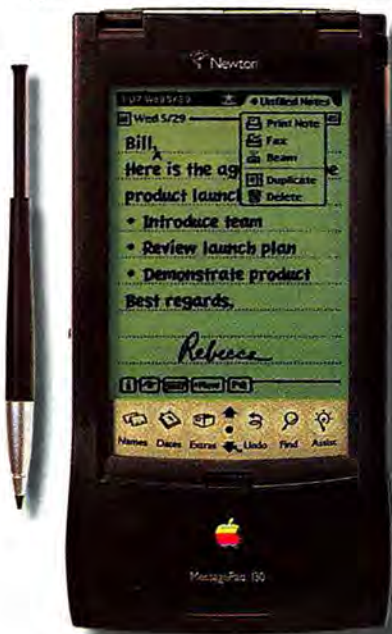 Newton
Wed 5/29
Unfiled Notes
Print Note
Fax
Beam
Duplicate
Delete
Bill,
Here is the ag
e
product launc
• Introduce team
• Review launch plan
• Demonstrate product
Best regards,
Rebecca
Names Dates Extras Undo Find Assist
MessagePad 130